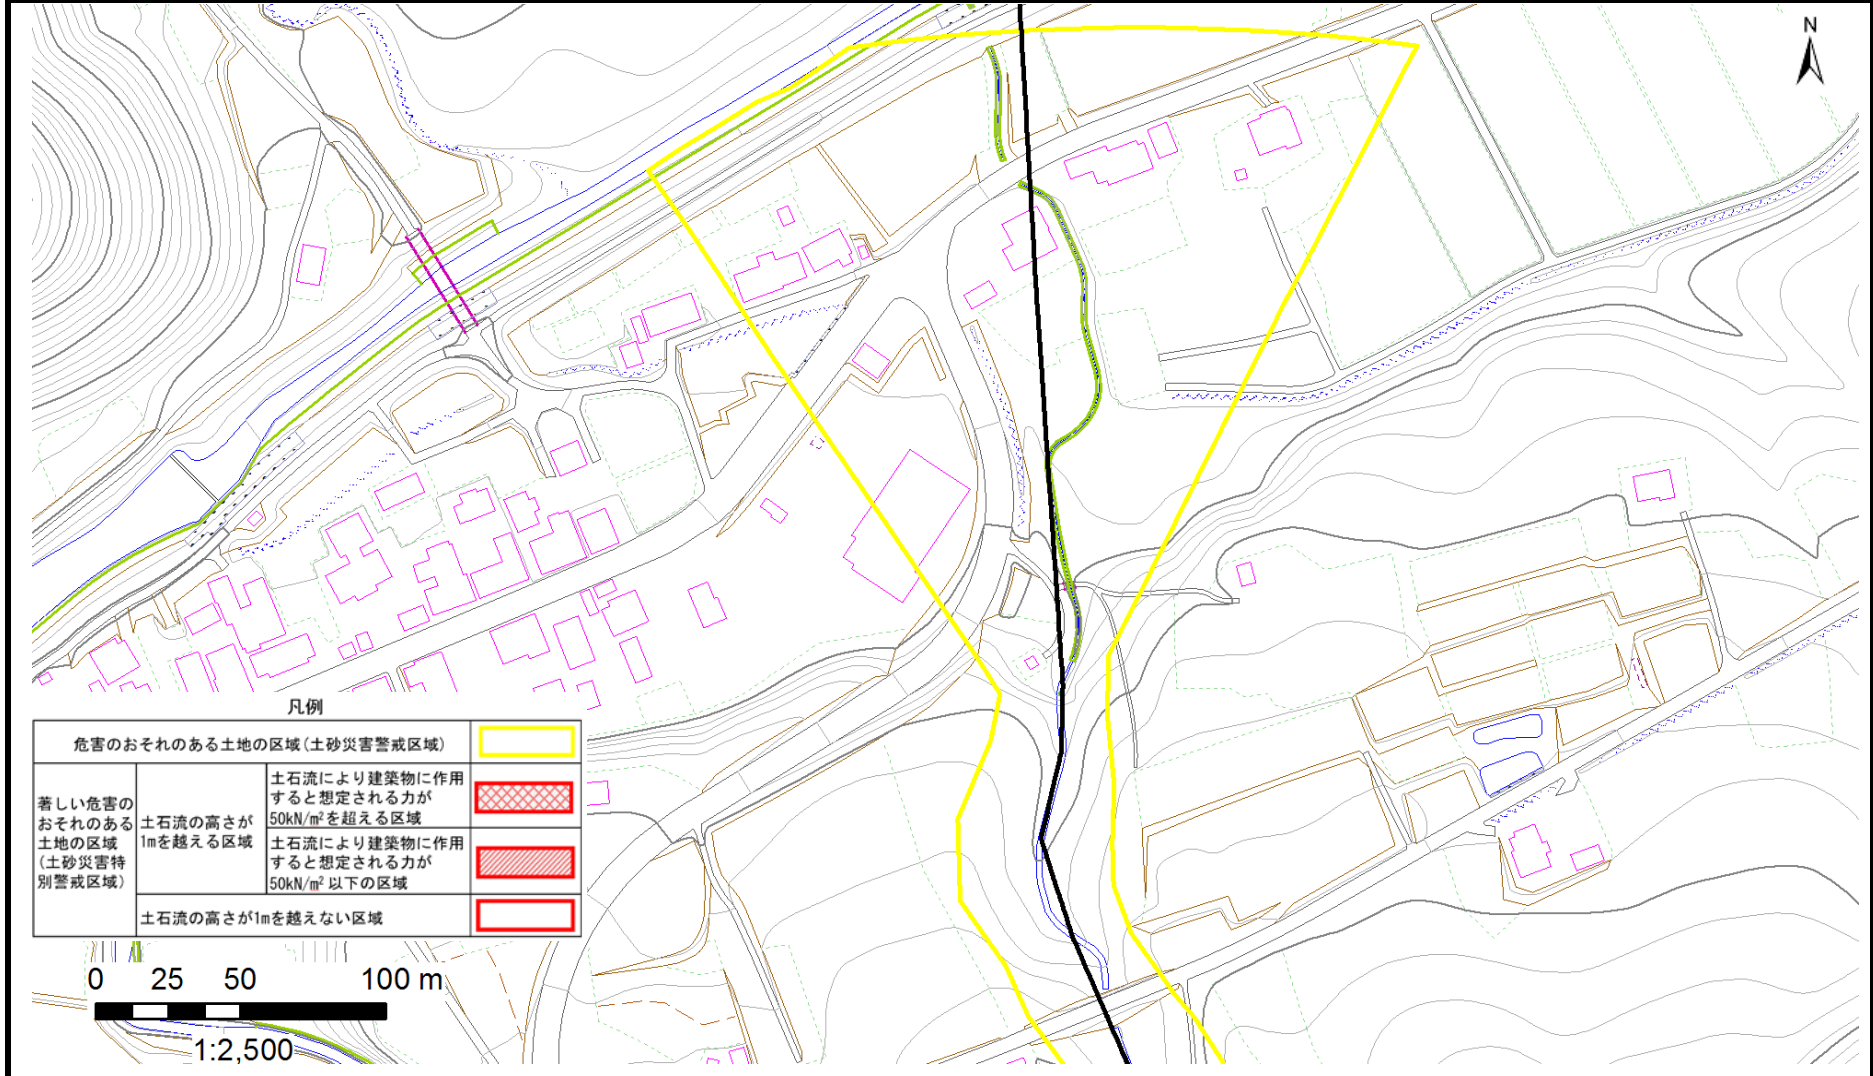 N
凡例
危害のおそれのある土地の区域(土砂災害警戒区域)
著しい危害の
おそれのある
土地の区域
(土砂災害特
別警戒区域)
土石流の高さが
1mを越える区域
土石流により建築物に作用
すると想定される力が
50kN/m²を超える区域
土石流により建築物に作用
すると想定される力が
50kN/m² 以下の区域
土石流の高さが1mを越えない区域
0 25 50 100 m
1:2,500